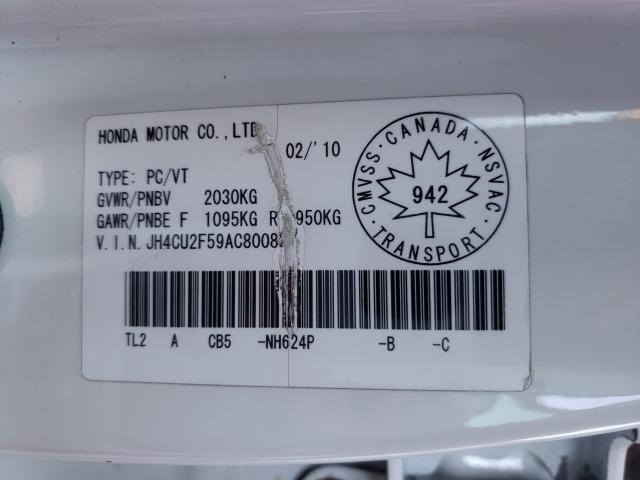 HONDA MOTOR CO.,LTD
02/'10
TYPE: PC/VT
GVWR/PNBV 2030KG
GAWR/PNBE F 1095KG R 950KG
V.I.N.
CMVSS·CANADA·NSVAC
942
TRANSPORT
TL2 A CB5 -NH624P -B -C